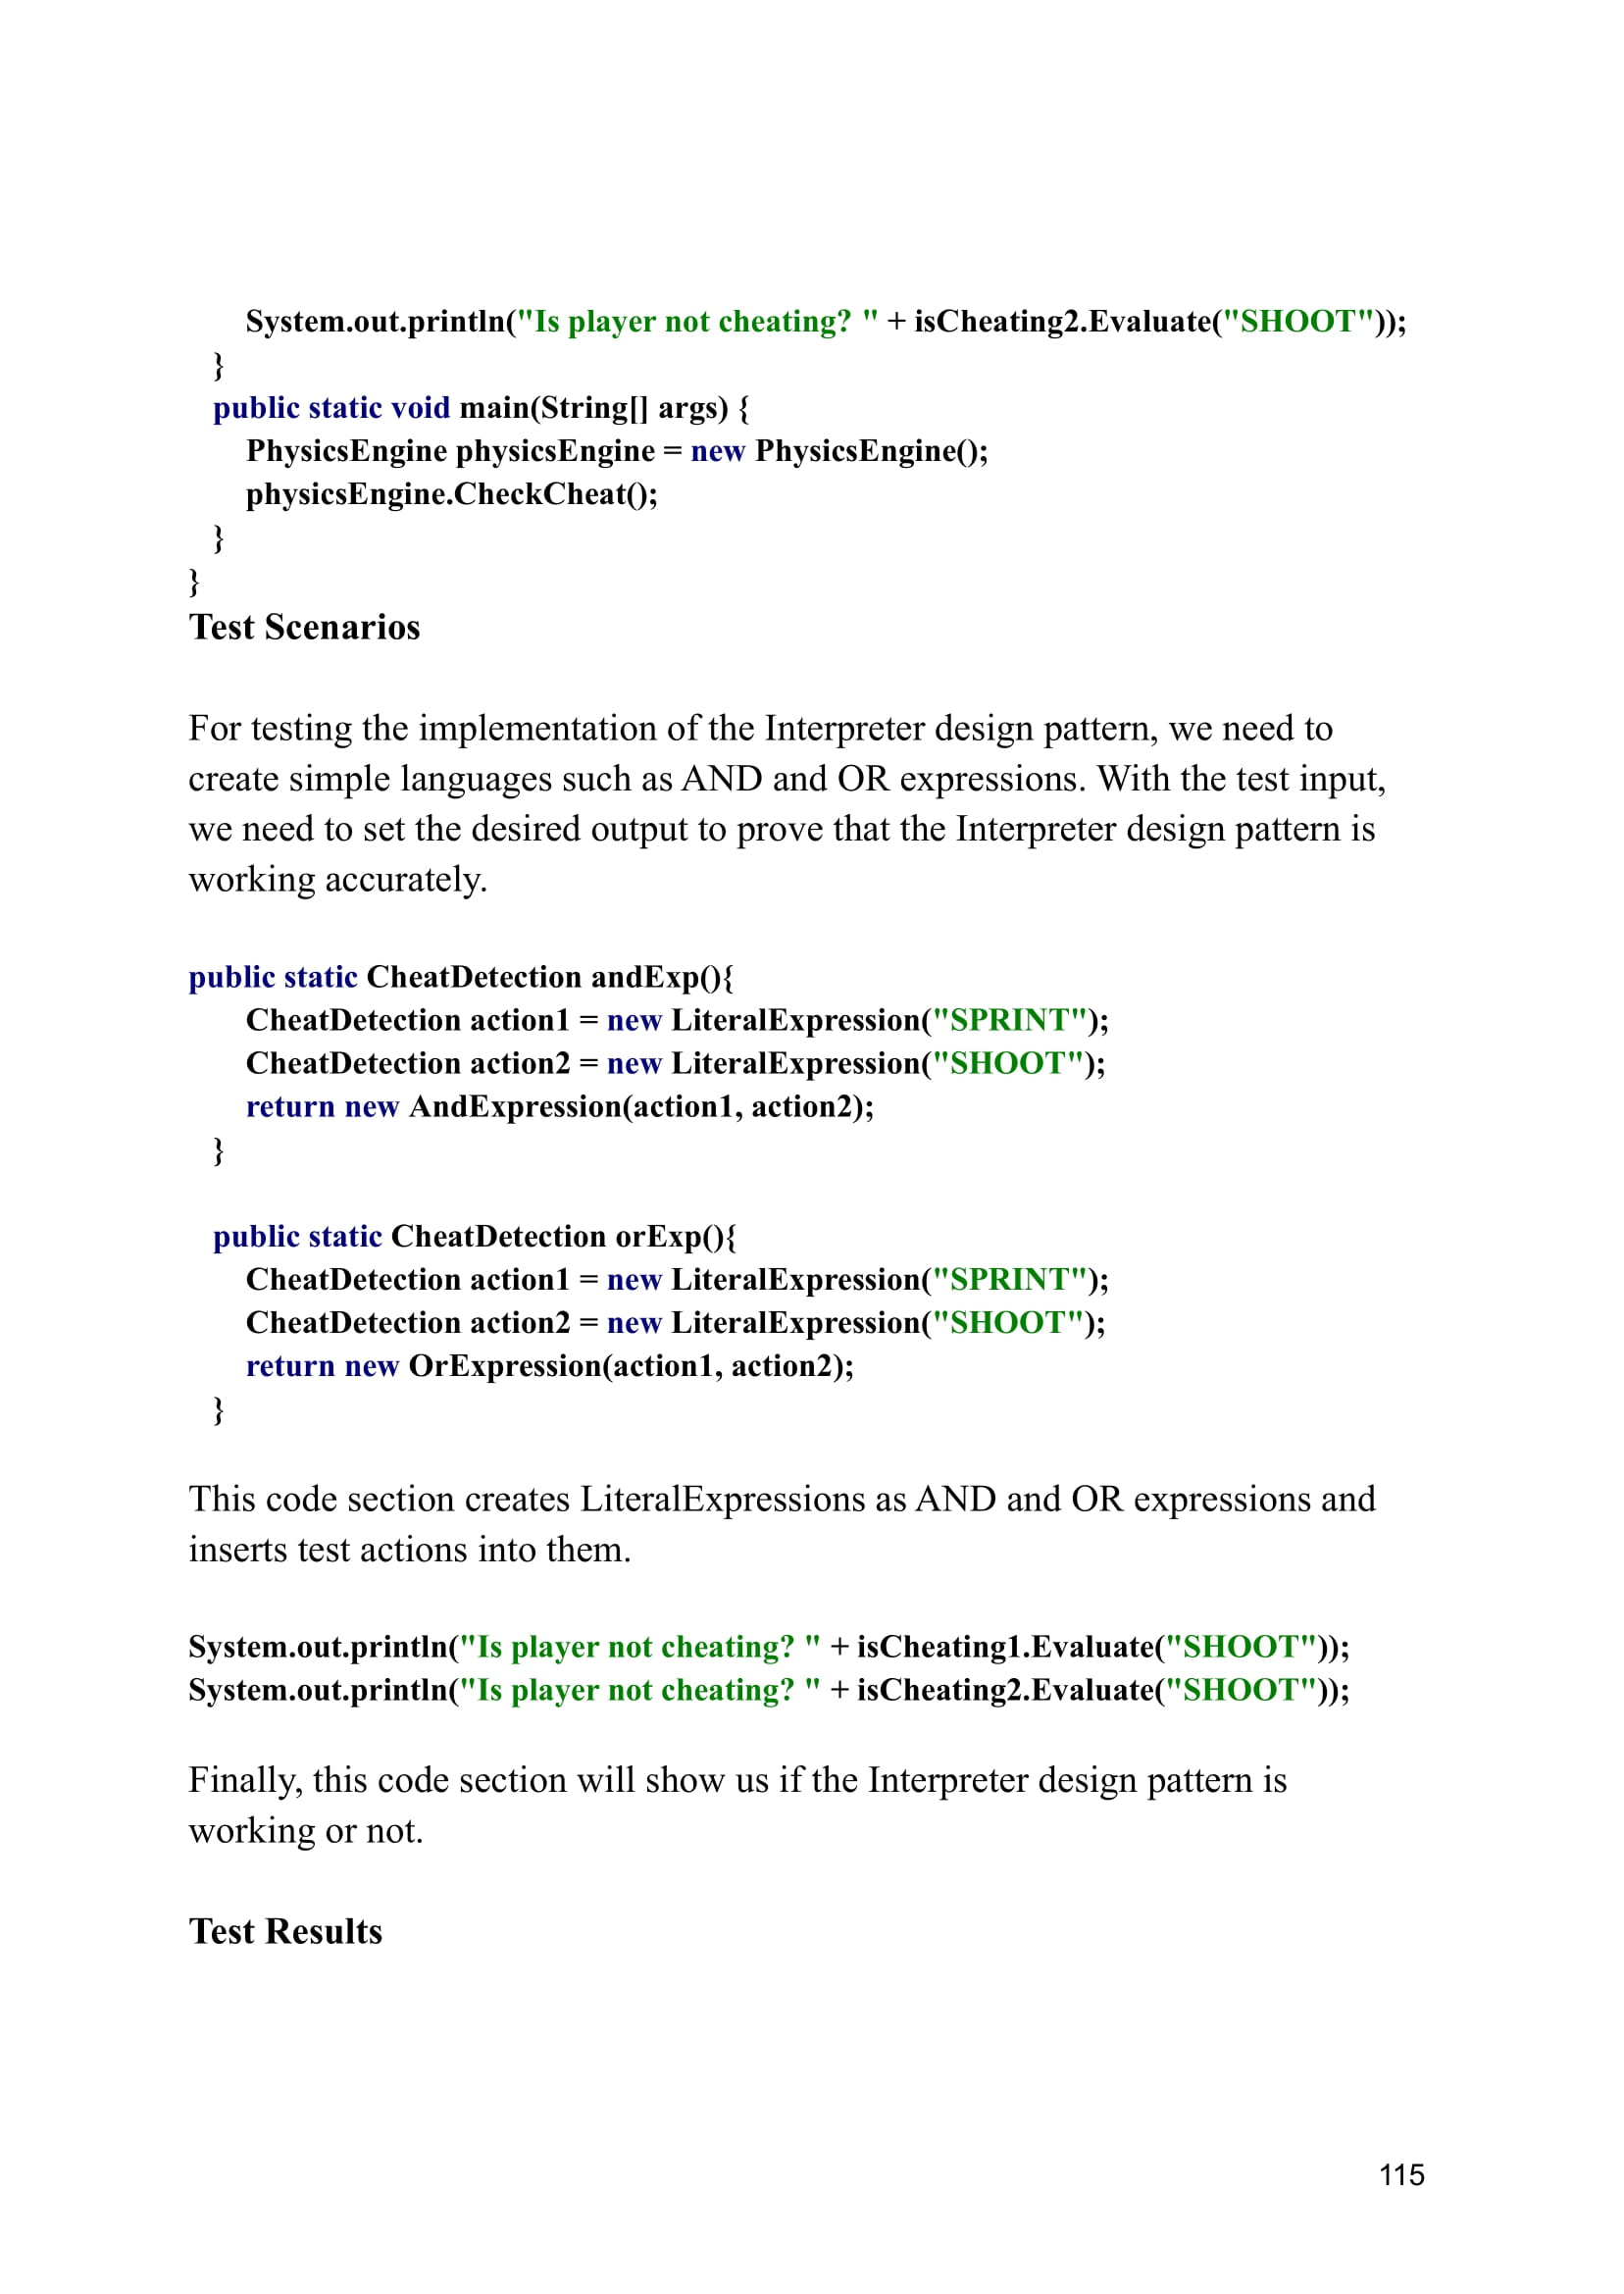 System.out.println("Is player not cheating? " + isCheating2.Evaluate("SHOOT"));
}
public static void main(String[] args) {
PhysicsEngine physicsEngine = new PhysicsEngine();
physicsEngine.CheckCheat();
}
}
Test Scenarios
For testing the implementation of the Interpreter design pattern, we need to
create simple languages such as AND and OR expressions. With the test input,
we need to set the desired output to prove that the Interpreter design pattern is
working accurately.
public static CheatDetection andExp(){
CheatDetection action1 = new LiteralExpression("SPRINT");
CheatDetection action2 = new LiteralExpression("SHOOT");
return new AndExpression(action1, action2);
}
public static CheatDetection orExp(){
CheatDetection action1 = new LiteralExpression("SPRINT");
CheatDetection action2 = new LiteralExpression("SHOOT");
return new OrExpression(action1, action2);
}
This code section creates LiteralExpressions as AND and OR expressions and
inserts test actions into them.
System.out.println("Is player not cheating? " + isCheating1.Evaluate("SHOOT"));
System.out.println("Is player not cheating? " + isCheating2.Evaluate("SHOOT"));
Finally, this code section will show us if the Interpreter design pattern is
working or not.
Test Results
115